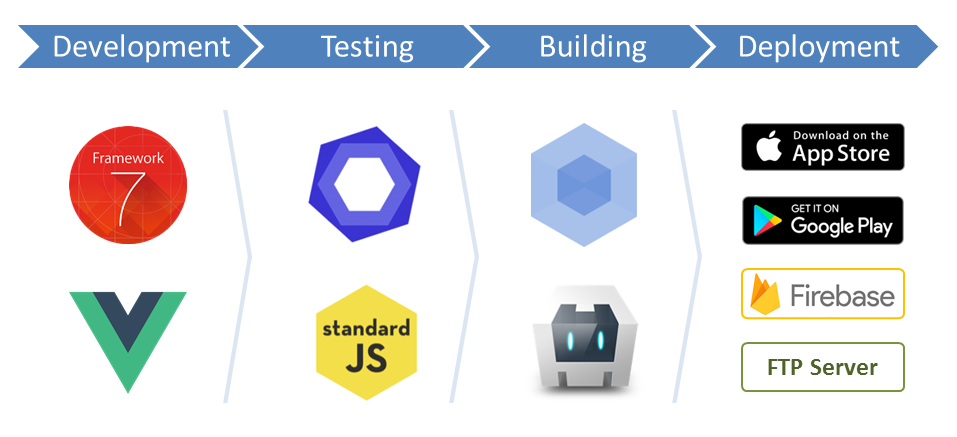 Development
Testing
Building
Deployment
Framework
7
standard
JS
Download on the
App Store
GET IT ON
Google Play
Firebase
FTP Server